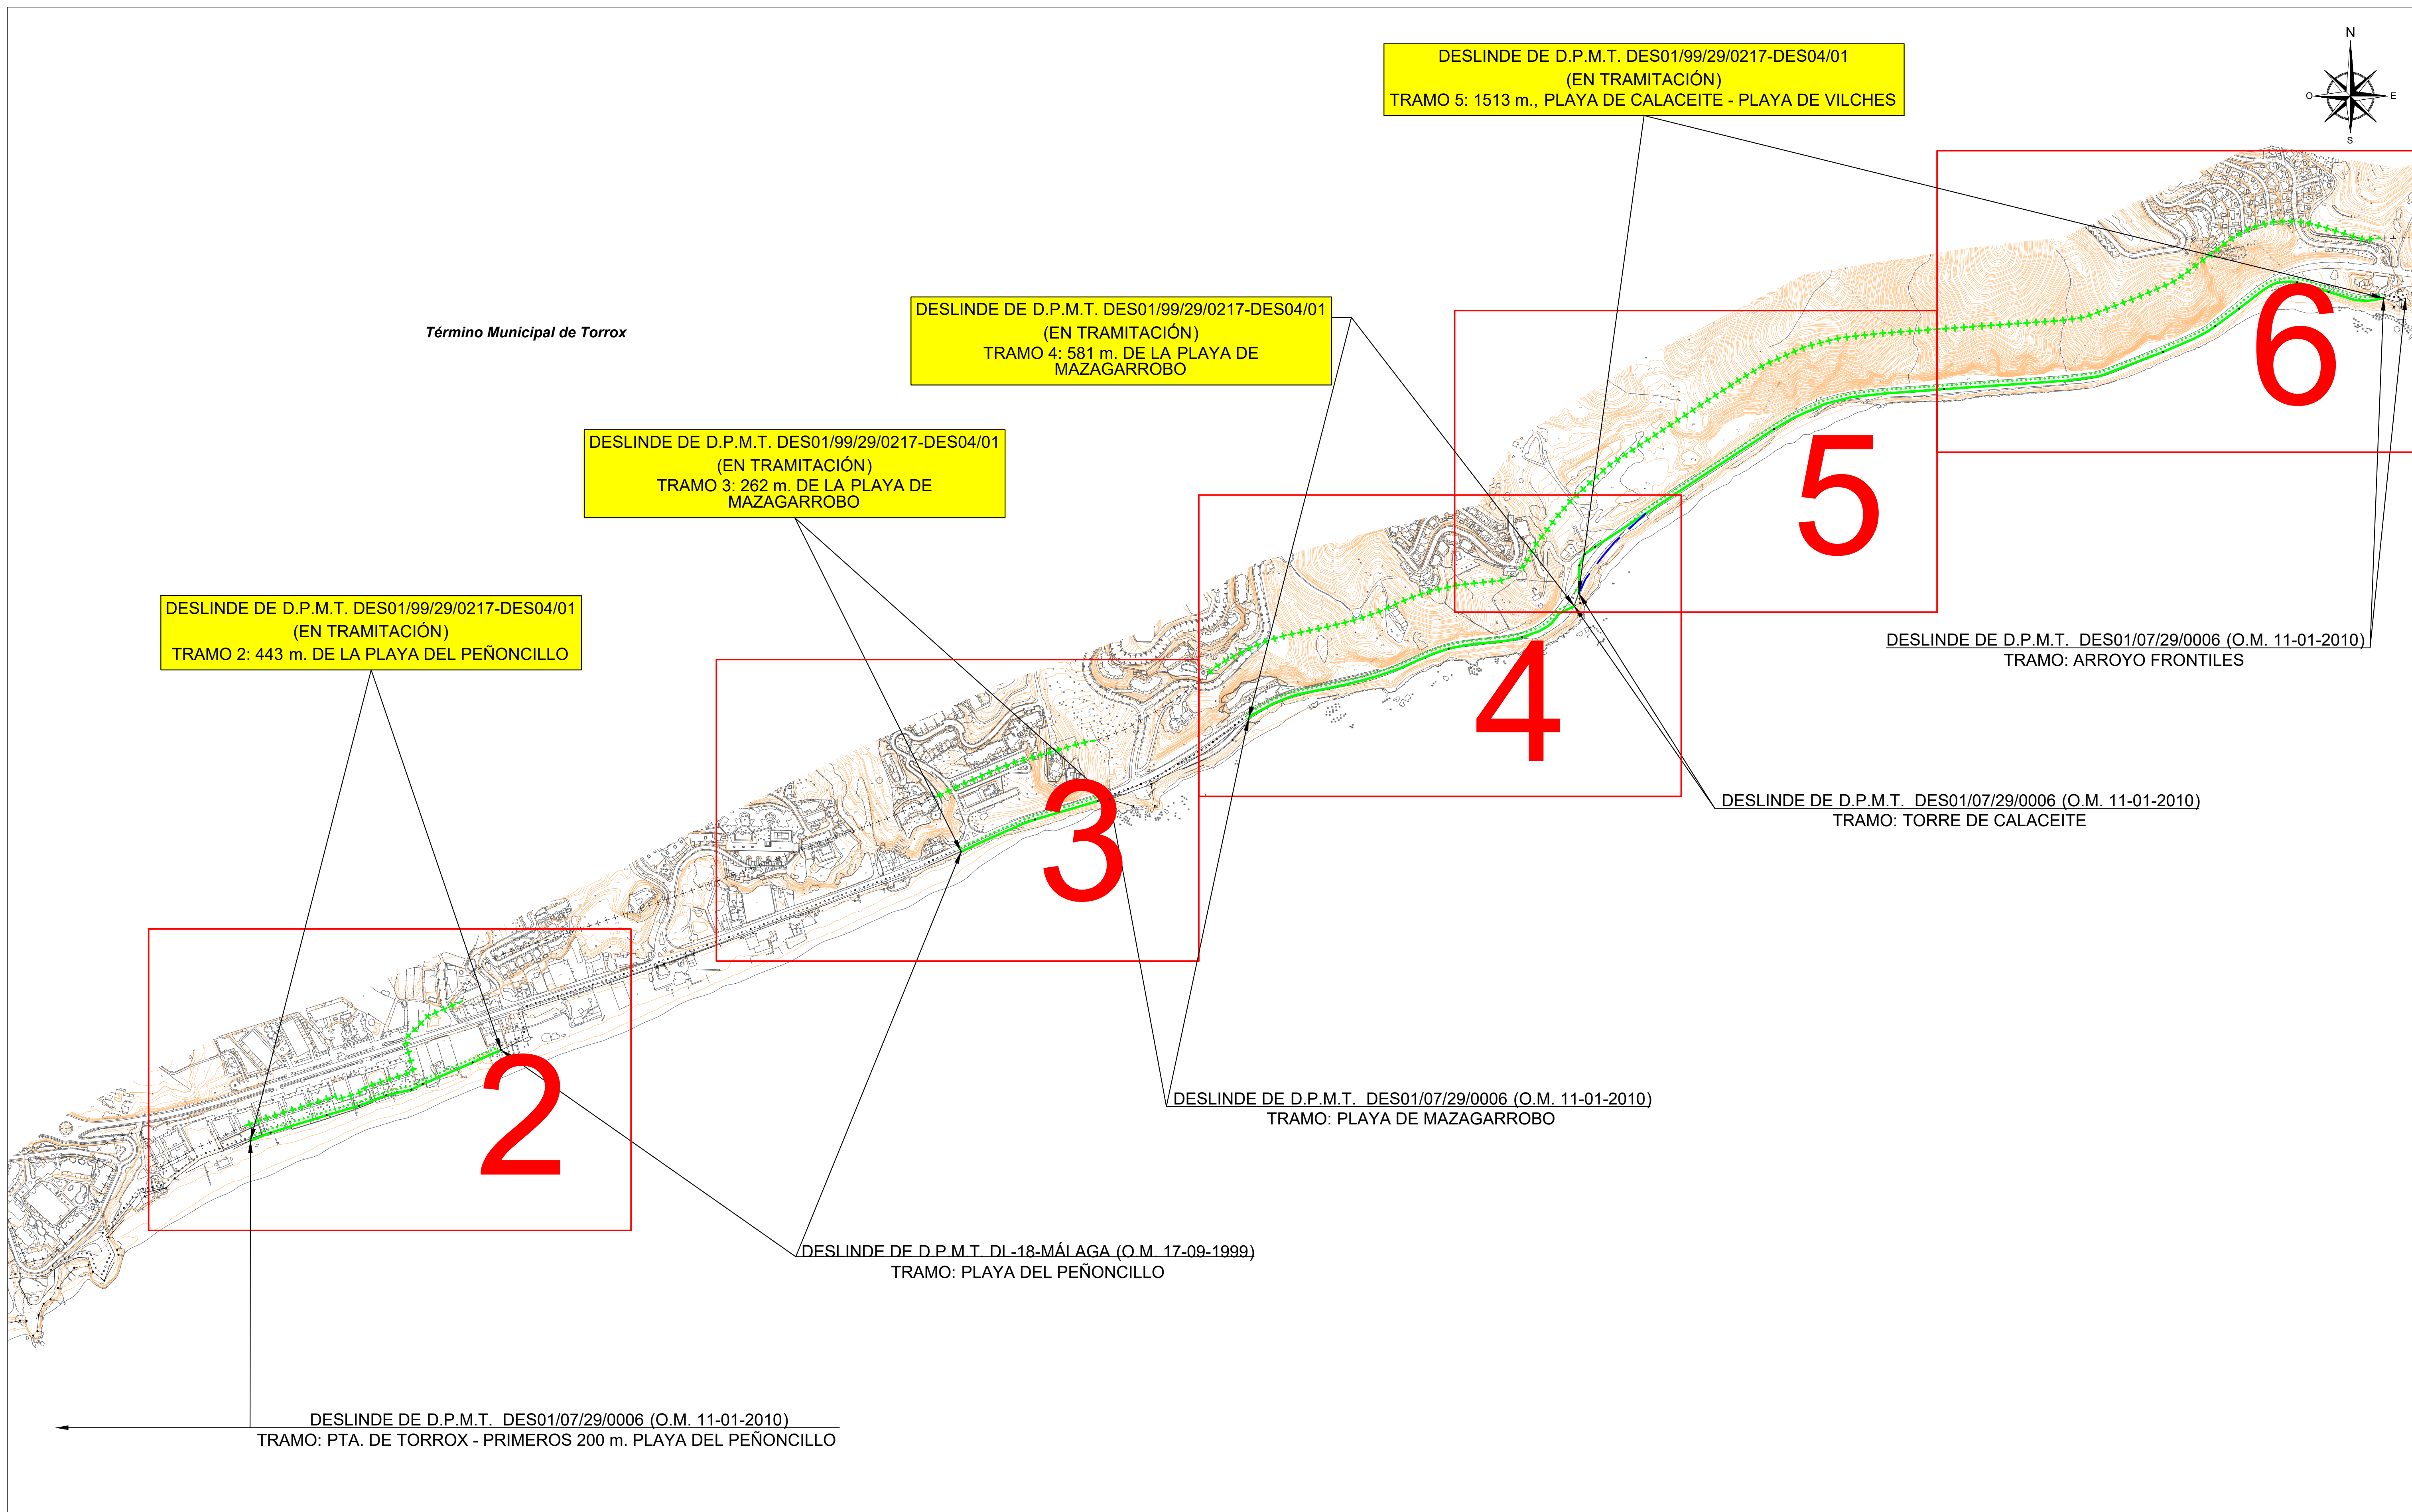 N
O
E
S
DESLINDE DE D.P.M.T. DES01/99/29/0217-DES04/01
(EN TRAMITACIÓN)
TRAMO 5: 1513 m., PLAYA DE CALACEITE - PLAYA DE VILCHES
Término Municipal de Torrox
DESLINDE DE D.P.M.T. DES01/99/29/0217-DES04/01
(EN TRAMITACIÓN)
TRAMO 4: 581 m. DE LA PLAYA DE
MAZAGARROBO
6
DESLINDE DE D.P.M.T. DES01/99/29/0217-DES04/01
(EN TRAMITACIÓN)
TRAMO 3: 262 m. DE LA PLAYA DE
MAZAGARROBO
5
DESLINDE DE D.P.M.T. DES01/99/29/0217-DES04/01
(EN TRAMITACIÓN)
TRAMO 2: 443 m. DE LA PLAYA DEL PEÑONCILLO
DESLINDE DE D.P.M.T. DES01/07/29/0006 (O.M. 11-01-2010)
TRAMO: ARROYO FRONTILES
4
DESLINDE DE D.P.M.T. DES01/07/29/0006 (O.M. 11-01-2010)
TRAMO: TORRE DE CALACEITE
3
2
DESLINDE DE D.P.M.T. DES01/07/29/0006 (O.M. 11-01-2010)
TRAMO: PLAYA DE MAZAGARROBO
DESLINDE DE D.P.M.T. DL-18-MÁLAGA (O.M. 17-09-1999)
TRAMO: PLAYA DEL PEÑONCILLO
DESLINDE DE D.P.M.T. DES01/07/29/0006 (O.M. 11-01-2010)
TRAMO: PTA. DE TORROX - PRIMEROS 200 m. PLAYA DEL PEÑONCILLO